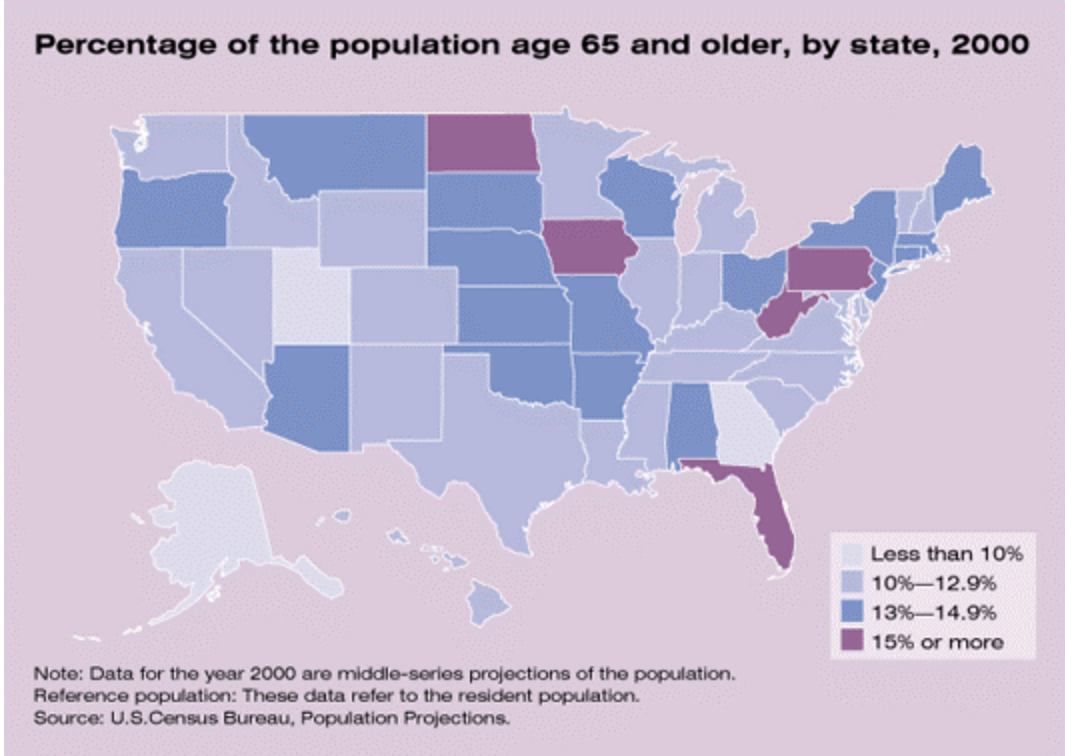 Percentage of the population age 65 and older, by state, 2000
Less than 10%
10%—12.9%
13%—14.9%
15% or more
Note: Data for the year 2000 are middle-series projections of the population.
Reference population: These data refer to the resident population.
Source: U.S.Census Bureau, Population Projections.